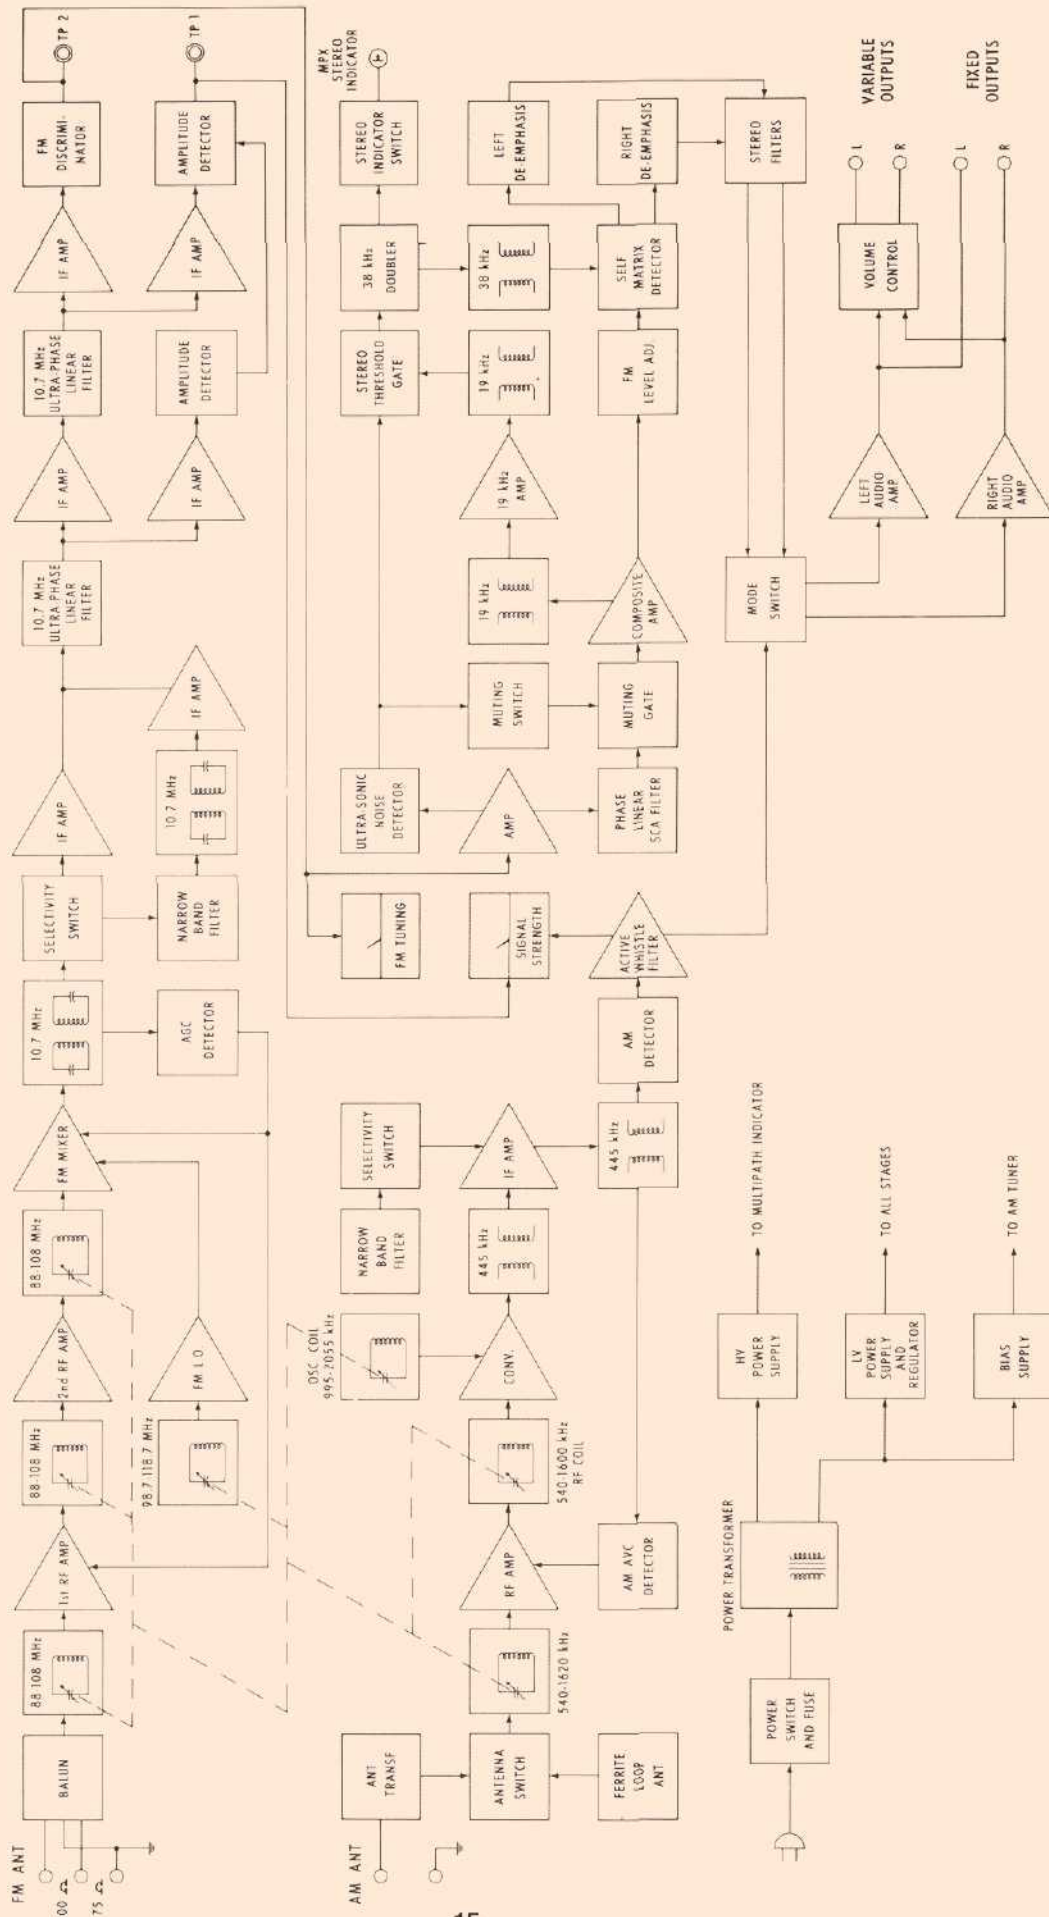 FM ANT
00 Ω
75 Ω
BALUN
88-108 MHz
1st RF AMP
88-108 MHz
2nd RF AMP
88-108 MHz
FM MIXER
10.7 MHz
SELECTIVITY
SWITCH
IF AMP
10.7 MHz
ULTRA-PHASE
LINEAR
FILTER
IF AMP
10.7 MHz
ULTRA-PHASE
LINEAR
FILTER
IF AMP
FM
DISCRIMI-
NATOR
TP 2
98.7-118.7 MHz
FM LO
AGC
DETECTOR
NARROW
BAND
FILTER
10.7 MHz
IF AMP
IF AMP
AMPLITUDE
DETECTOR
IF AMP
AMPLITUDE
DETECTOR
TP 1
AM ANT
ANT
TRANSF
ANTENNA
SWITCH
FERRITE
LOOP
ANT
540-1620 kHz
RF AMP
AM AVC
DETECTOR
540-1600 kHz
RF COIL
OSC COIL
995-2055 kHz
CONV.
445 kHz
NARROW
BAND
FILTER
SELECTIVITY
SWITCH
IF AMP
445 kHz
AM
DETECTOR
ACTIVE
WHISTLE
FILTER
SIGNAL
STRENGTH
FM TUNING
ULTRA-SONIC
NOISE
DETECTOR
AMP
PHASE
LINEAR
SCA FILTER
MUTING
SWITCH
MUTING
GATE
19 kHz
COMPOSITE
AMP
19 kHz
AMP
STEREO
THRESHOLD
GATE
19 kHz
FM
LEVEL ADJ.
38 kHz
DOUBLER
38 kHz
SELF
MATRIX
DETECTOR
STEREO
INDICATOR
SWITCH
MPX
STEREO
INDICATOR
LEFT
DE-EMPHASIS
RIGHT
DE-EMPHASIS
STEREO
FILTERS
MODE
SWITCH
LEFT
AUDIO
AMP
RIGHT
AUDIO
AMP
VOLUME
CONTROL
L
R
VARIABLE
OUTPUTS
L
R
FIXED
OUTPUTS
POWER
SWITCH
AND FUSE
POWER TRANSFORMER
HV
POWER
SUPPLY
TO MULTIPATH INDICATOR
LV
POWER
SUPPLY
AND
REGULATOR
TO ALL STAGES
BIAS
SUPPLY
TO AM TUNER